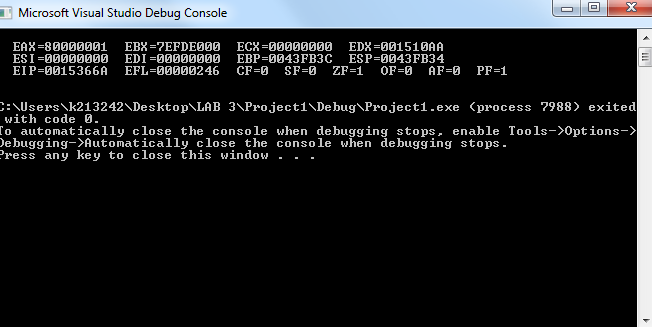 Microsoft Visual Studio Debug Console
EAX=80000001 EBX=7EFDE000 ECX=00000000 EDX=001510AA
ESI=00000000 EDI=00000000 EBP=0043FB3C ESP=0043FB34
EIP=0015366A EFL=00000246 CF=0 SF=0 ZF=1 OF=0 AF=0 PF=1
C:\Users\k213242\Desktop\LAB 3\Project1\Debug\Project1.exe (process 7988) exited
with code 0.
To automatically close the console when debugging stops, enable Tools->Options->
Debugging->Automatically close the console when debugging stops.
Press any key to close this window . . .